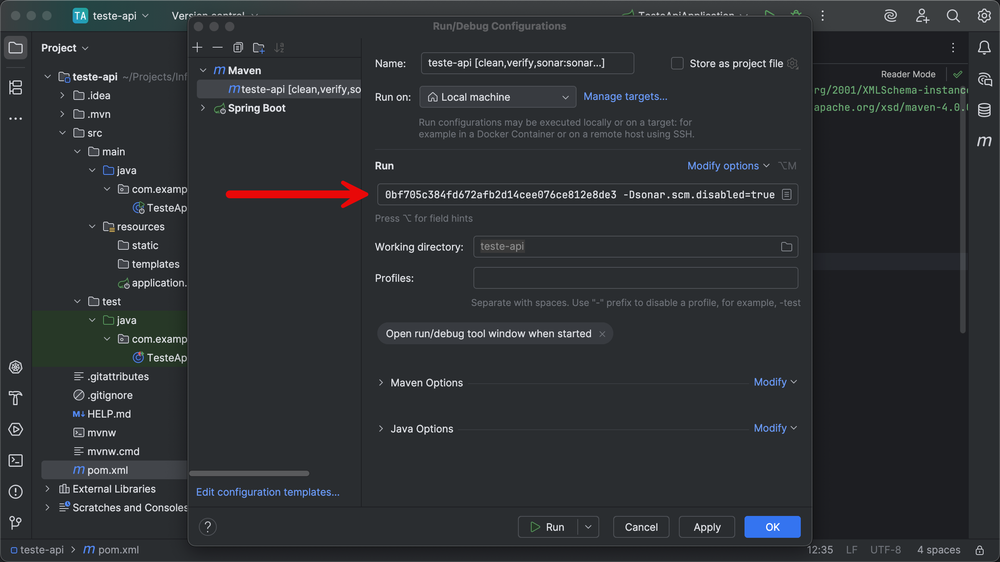 TA teste-api
Version control
TesteApiApplication
Run/Debug Configurations
Project
teste-api ~/Projects/Inf
.idea
.mvn
src
main
java
com.examp
TesteAp
resources
static
templates
application.
test
java
com.examp
TesteAp
.gitattributes
.gitignore
M↓ HELP.md
mvnw
mvnw.cmd
m pom.xml
External Libraries
Scratches and Consoles
m Maven
m teste-api [clean,verify,so
Spring Boot
Edit configuration templates...
Name: teste-api [clean,verify,sonar:sonar...]
Store as project file
Run on: Local machine
Manage targets...
Run configurations may be executed locally or on a target: for
example in a Docker Container or on a remote host using SSH.
Run
Modify options ⌥M
0bf705c384fd672afb2d14cee076ce812e8de3 -Dsonar.scm.disabled=true
Press ⌥ for field hints
Working directory: teste-api
Profiles:
Separate with spaces. Use "-" prefix to disable a profile, for example, -test
Open run/debug tool window when started
Maven Options
Modify
Java Options
Modify
?
Run
Cancel
Apply
OK
Reader Mode
rg/2001/XMLSchema-instance
apache.org/xsd/maven-4.0.0
m
teste-api > m pom.xml
12:35 LF UTF-8 4 spaces